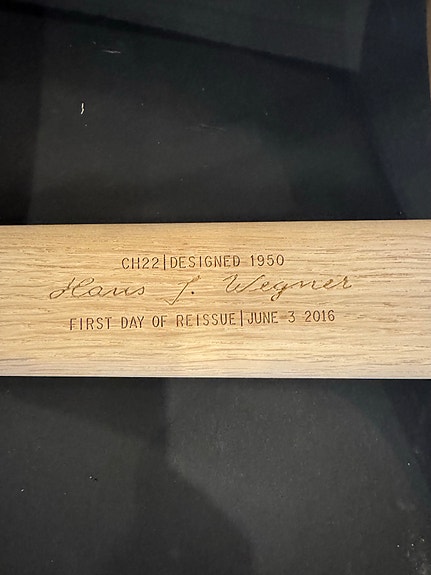 CH22|DESIGNED 1950
Hans J. Wegner
FIRST DAY OF REISSUE|JUNE 3 2016